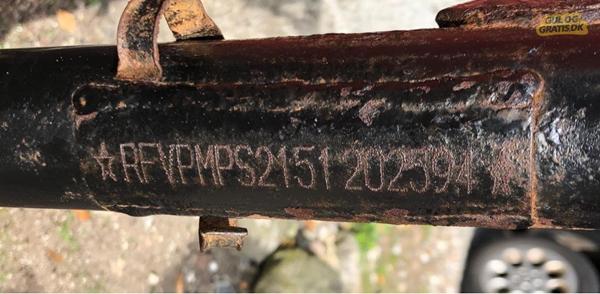 GUL OG
GRATIS.DK
☆RFVPMPS2151202594☆